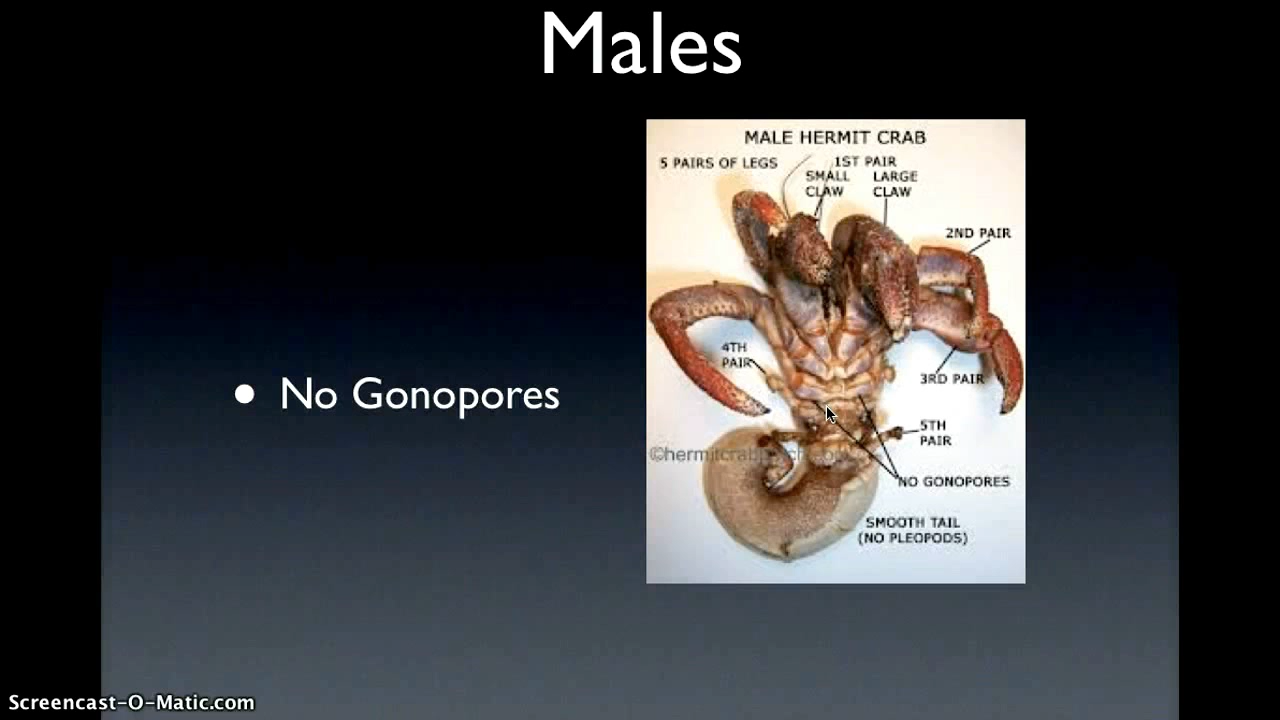 Males
MALE HERMIT CRAB
5 PAIRS OF LEGS
1ST PAIR
SMALL CLAW
LARGE CLAW
2ND PAIR
4TH PAIR
3RD PAIR
• No Gonopores
5TH PAIR
NO GONOPORES
SMOOTH TAIL
(NO PLEOPODS)
Screencast-O-Matic.com